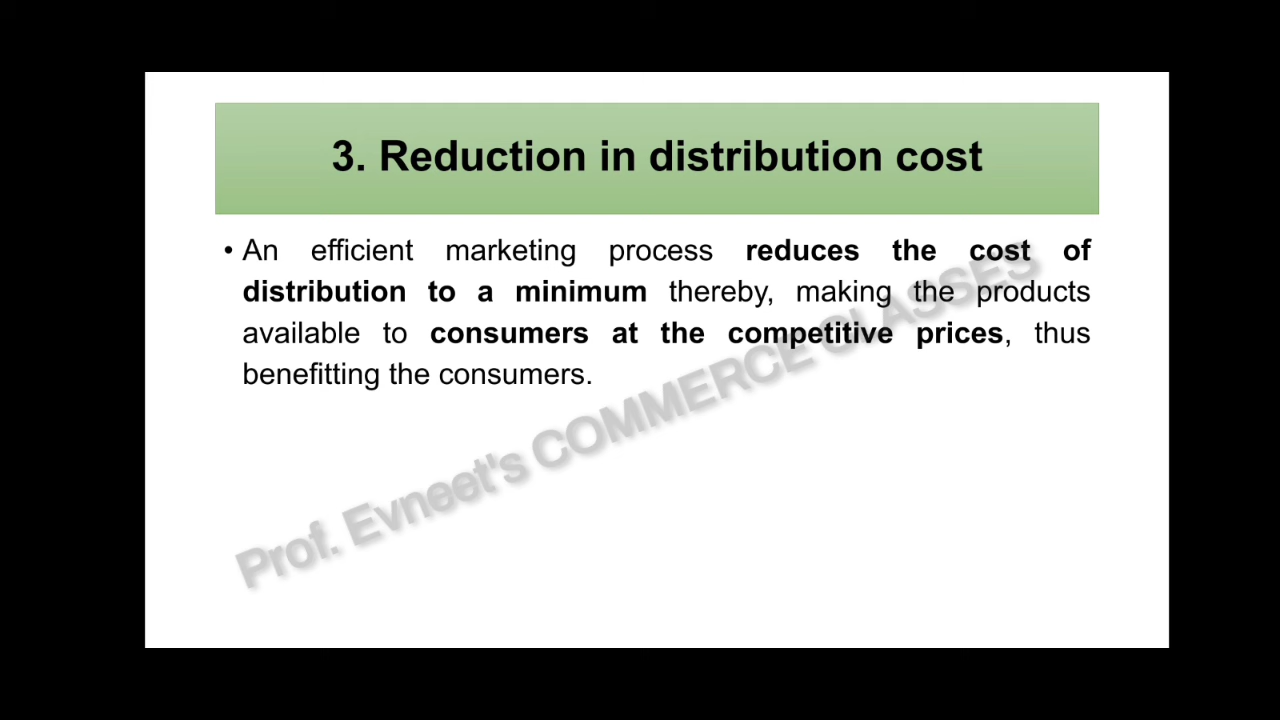 3. Reduction in distribution cost
• An efficient marketing process reduces the cost of
distribution to a minimum thereby, making the products
available to consumers at the competitive prices, thus
benefitting the consumers.
Prof. Evneet's COMMERCE CLASSES